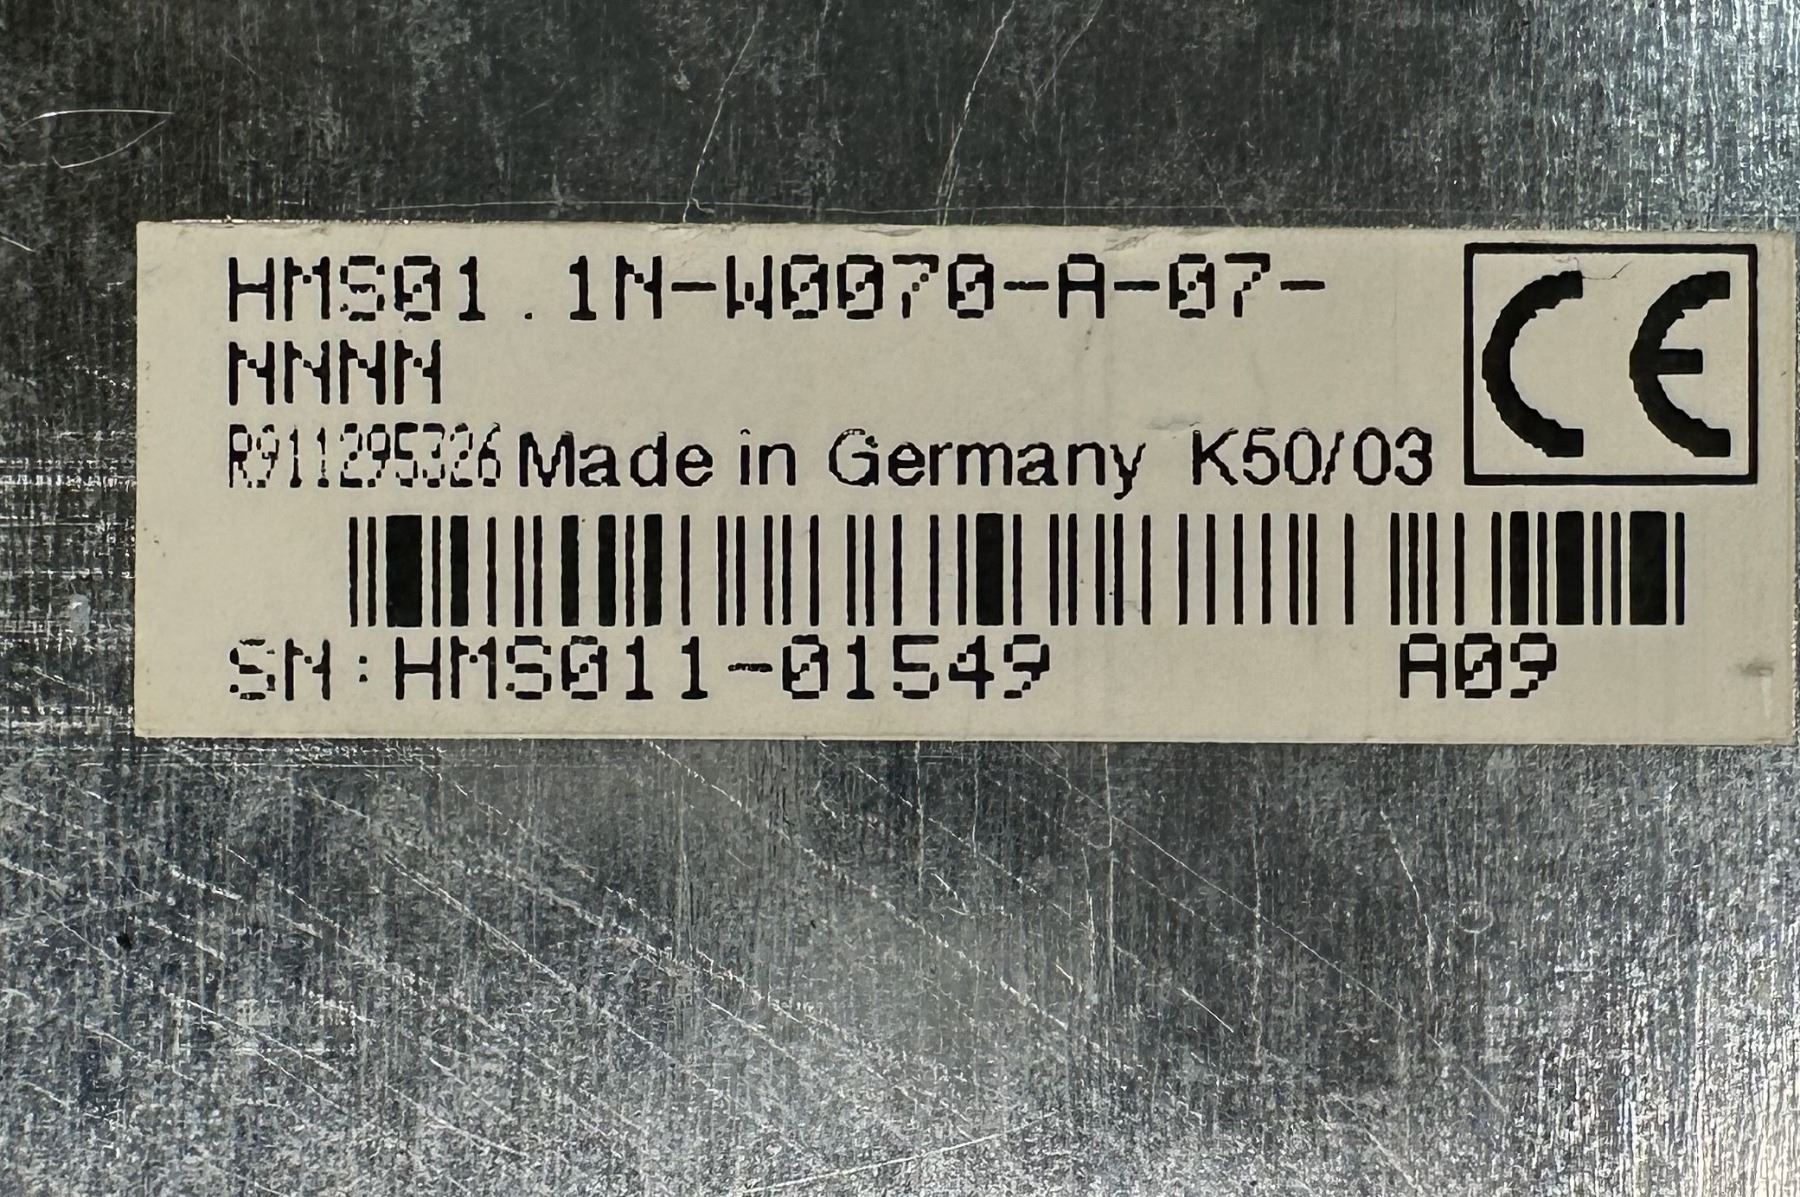 HMS01.1N-W0070-A-07-
NNNN
R911295326 Made in Germany K50/03
CE
SN:HMS011-01549 A09